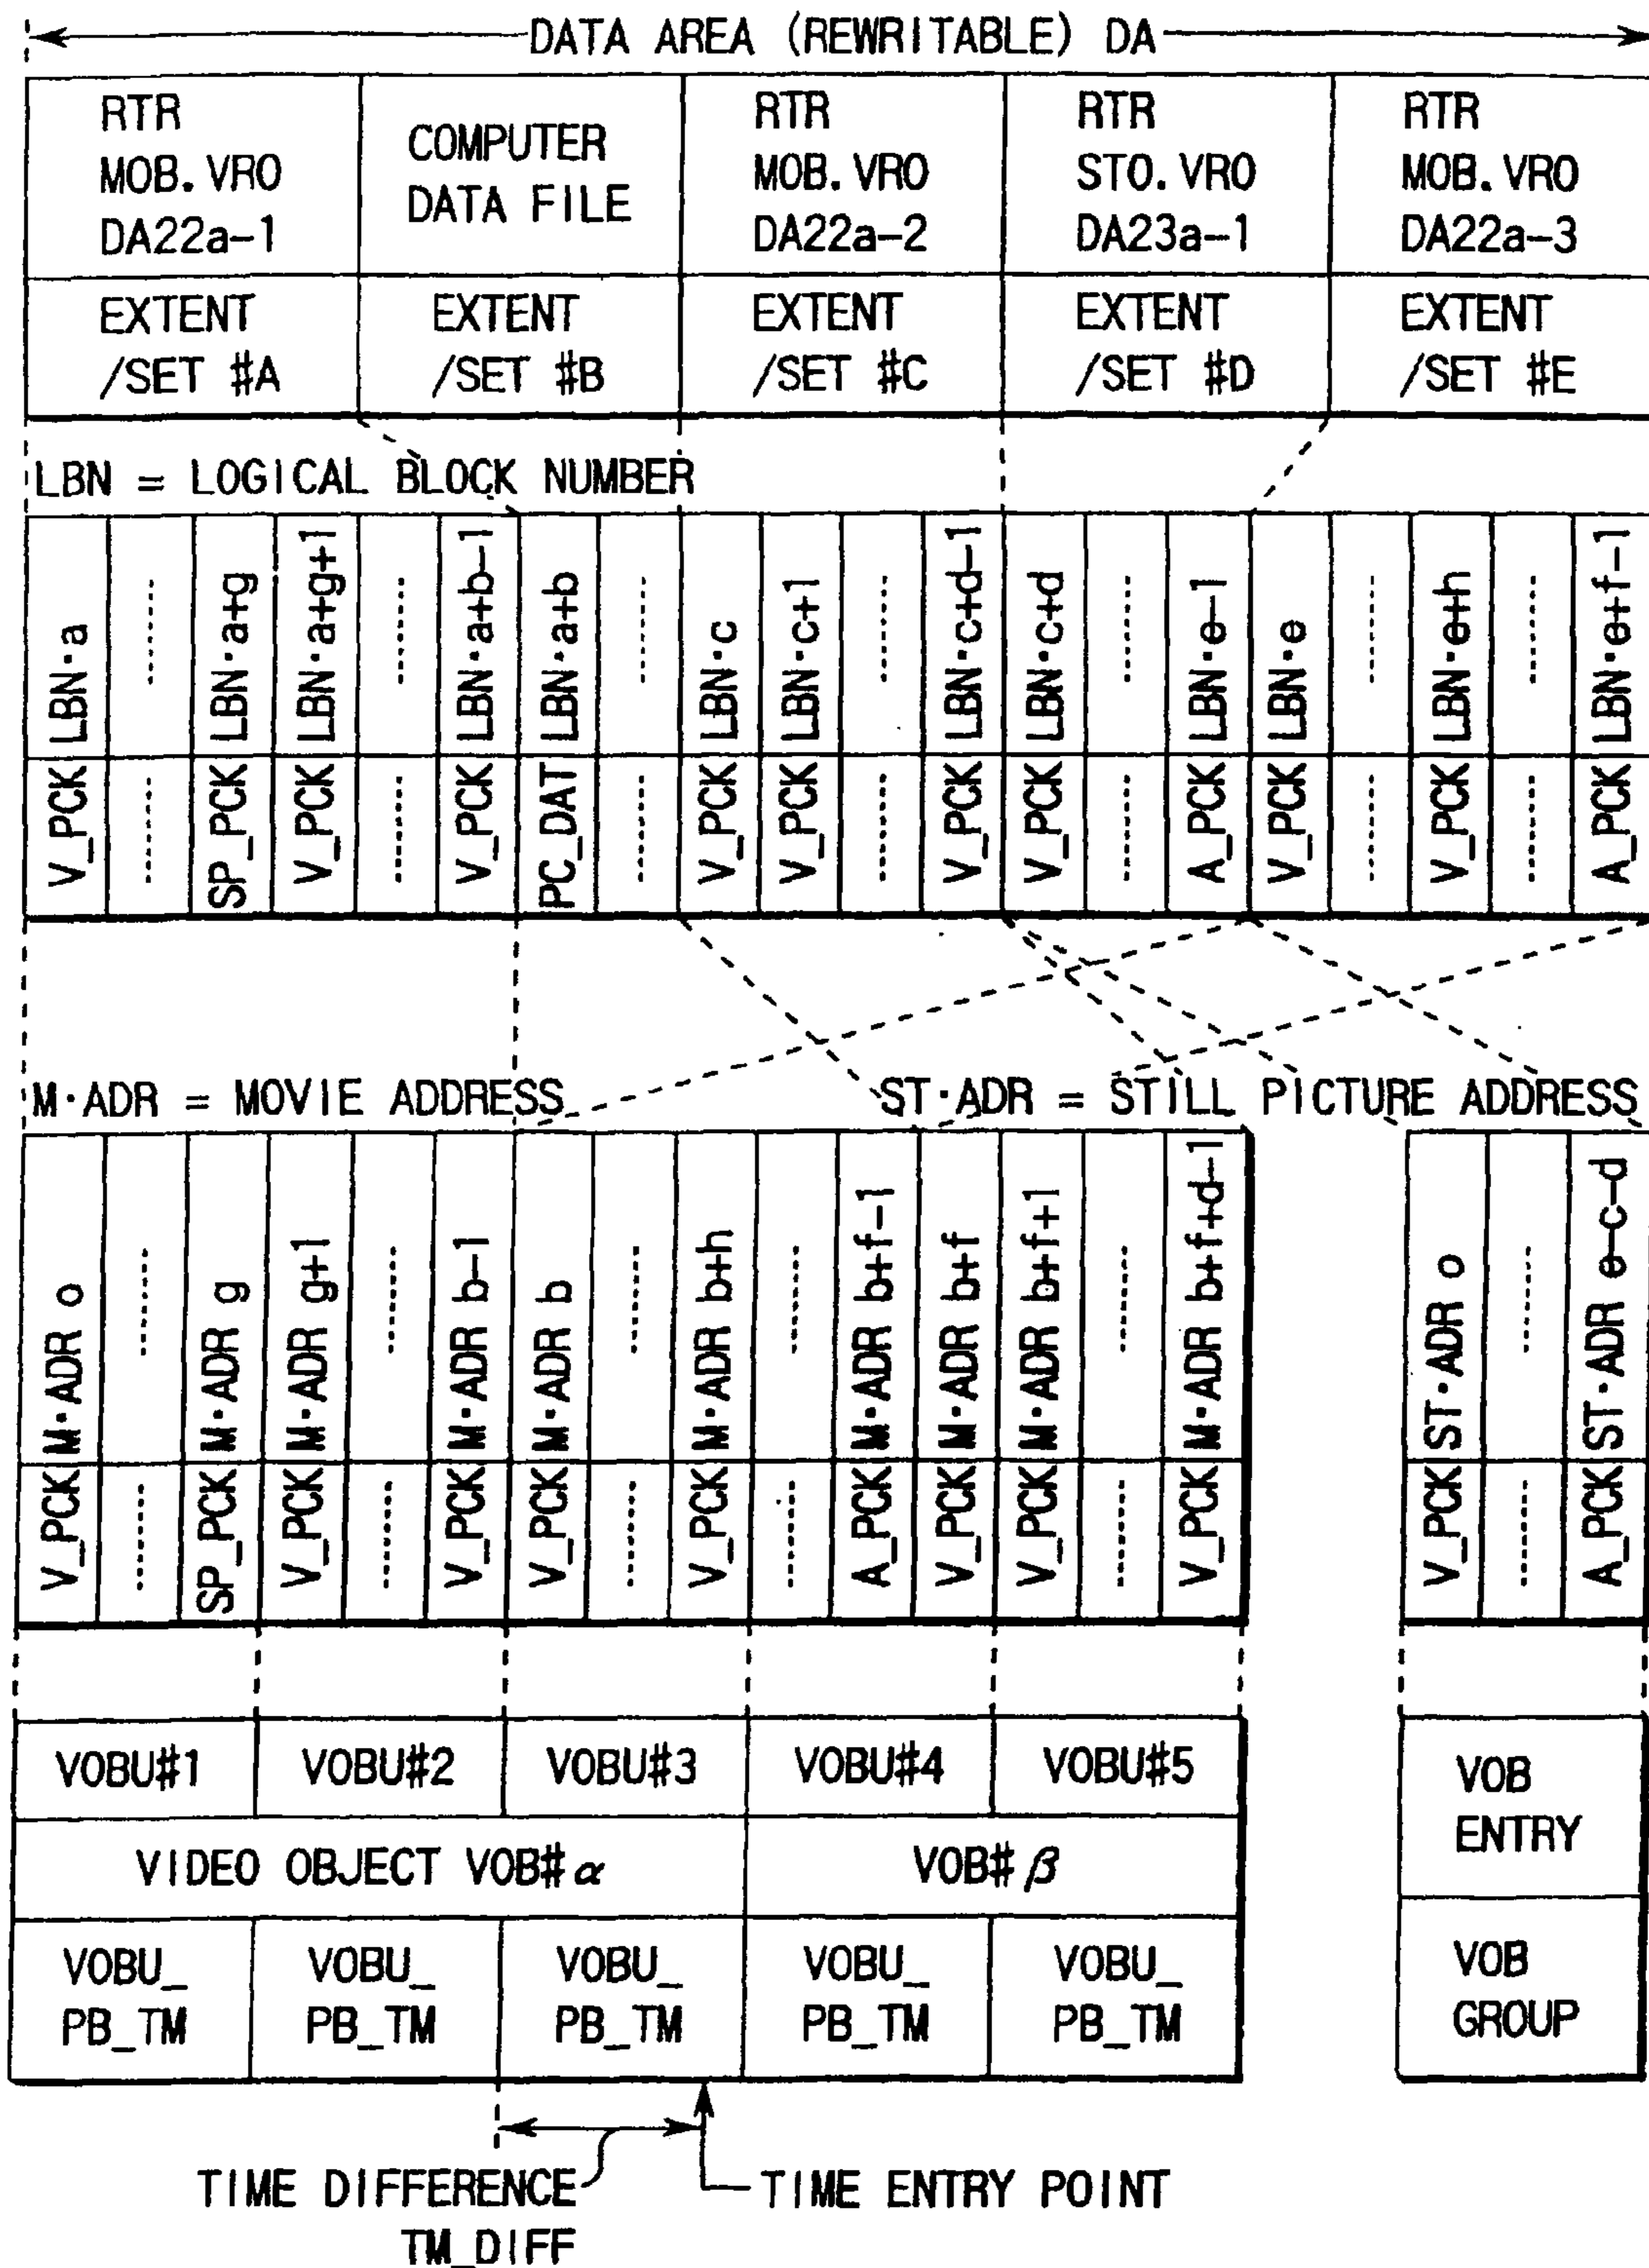 DATA AREA (REWRITABLE) DA
RTR
MOB.VRO
DA22a-1
COMPUTER
DATA FILE
RTR
MOB.VRO
DA22a-2
RTR
STO.VRO
DA23a-1
RTR
MOB.VRO
DA22a-3
EXTENT
/SET #A
EXTENT
/SET #B
EXTENT
/SET #C
EXTENT
/SET #D
EXTENT
/SET #E
LBN = LOGICAL BLOCK NUMBER
V_PCK LBN·a
SP_PCK LBN·a+g
V_PCK LBN·a+g+1
V_PCK LBN·a+b-1
PC_DAT LBN·a+b
V_PCK LBN·c
V_PCK LBN·c+1
V_PCK LBN·c+d-1
V_PCK LBN·c+d
A_PCK LBN·e-1
V_PCK LBN·e
V_PCK LBN·e+h
A_PCK LBN·e+f-1
M·ADR = MOVIE ADDRESS
ST·ADR = STILL PICTURE ADDRESS
V_PCK M·ADR o
SP_PCK M·ADR g
V_PCK M·ADR g+1
V_PCK M·ADR b-1
V_PCK M·ADR b
V_PCK M·ADR b+h
A_PCK M·ADR b+f-1
V_PCK M·ADR b+f
V_PCK M·ADR b+f+1
V_PCK M·ADR b+f+d-1
V_PCK ST·ADR o
A_PCK ST·ADR e-c-d
VOBU#1
VOBU#2
VOBU#3
VOBU#4
VOBU#5
VIDEO OBJECT VOB#α
VOB#β
VOB
ENTRY
VOBU_
PB_TM
VOBU_
PB_TM
VOBU_
PB_TM
VOBU_
PB_TM
VOBU_
PB_TM
VOB
GROUP
TIME DIFFERENCE
TM_DIFF
TIME ENTRY POINT